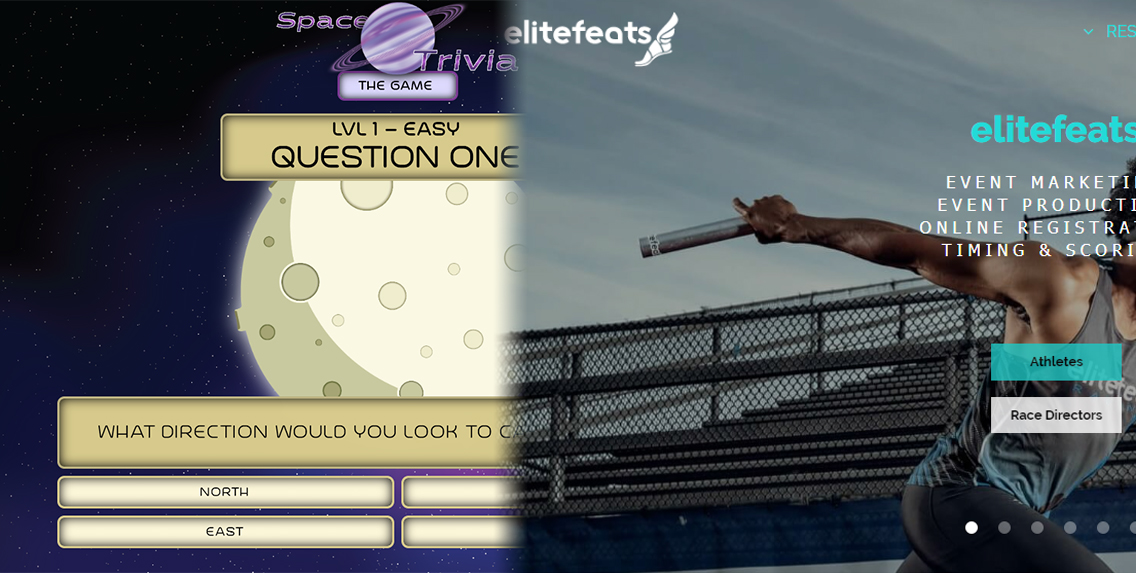 Space
Trivia
THE GAME
LVL 1 – EASY
QUESTION ONE
WHAT DIRECTION WOULD YOU LOOK TO
NORTH
EAST
elitefeats
RES
elitefeats
EVENT MARKETI
EVENT PRODUCTI
ONLINE REGISTRAT
TIMING & SCORI
Athletes
Race Directors